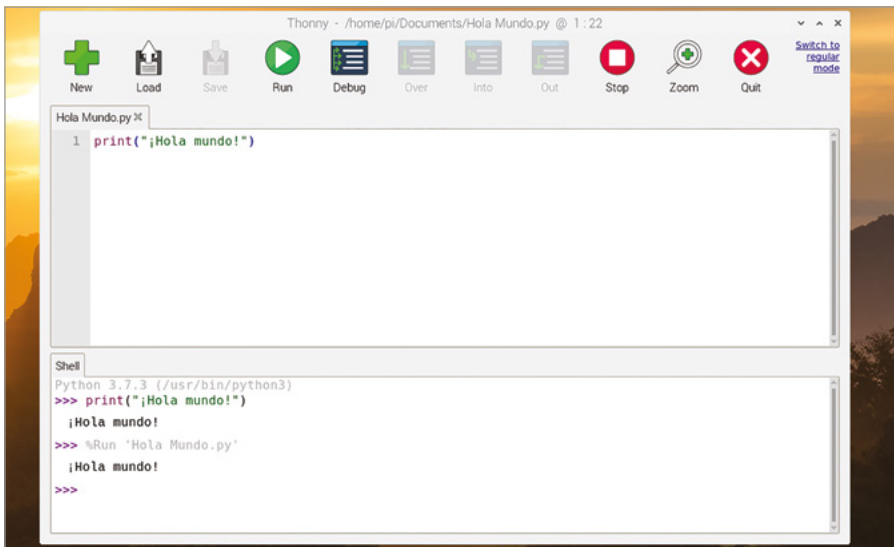 Thonny - /home/pi/Documents/Hola Mundo.py @ 1:22
New Load Save Run Debug Over Into Out Stop Zoom Quit
Switch to
regular
mode
Hola Mundo.py
1 print("¡Hola mundo!")
Shell
Python 3.7.3 (/usr/bin/python3)
>>> print("¡Hola mundo!")
¡Hola mundo!
>>> %Run 'Hola Mundo.py'
¡Hola mundo!
>>>